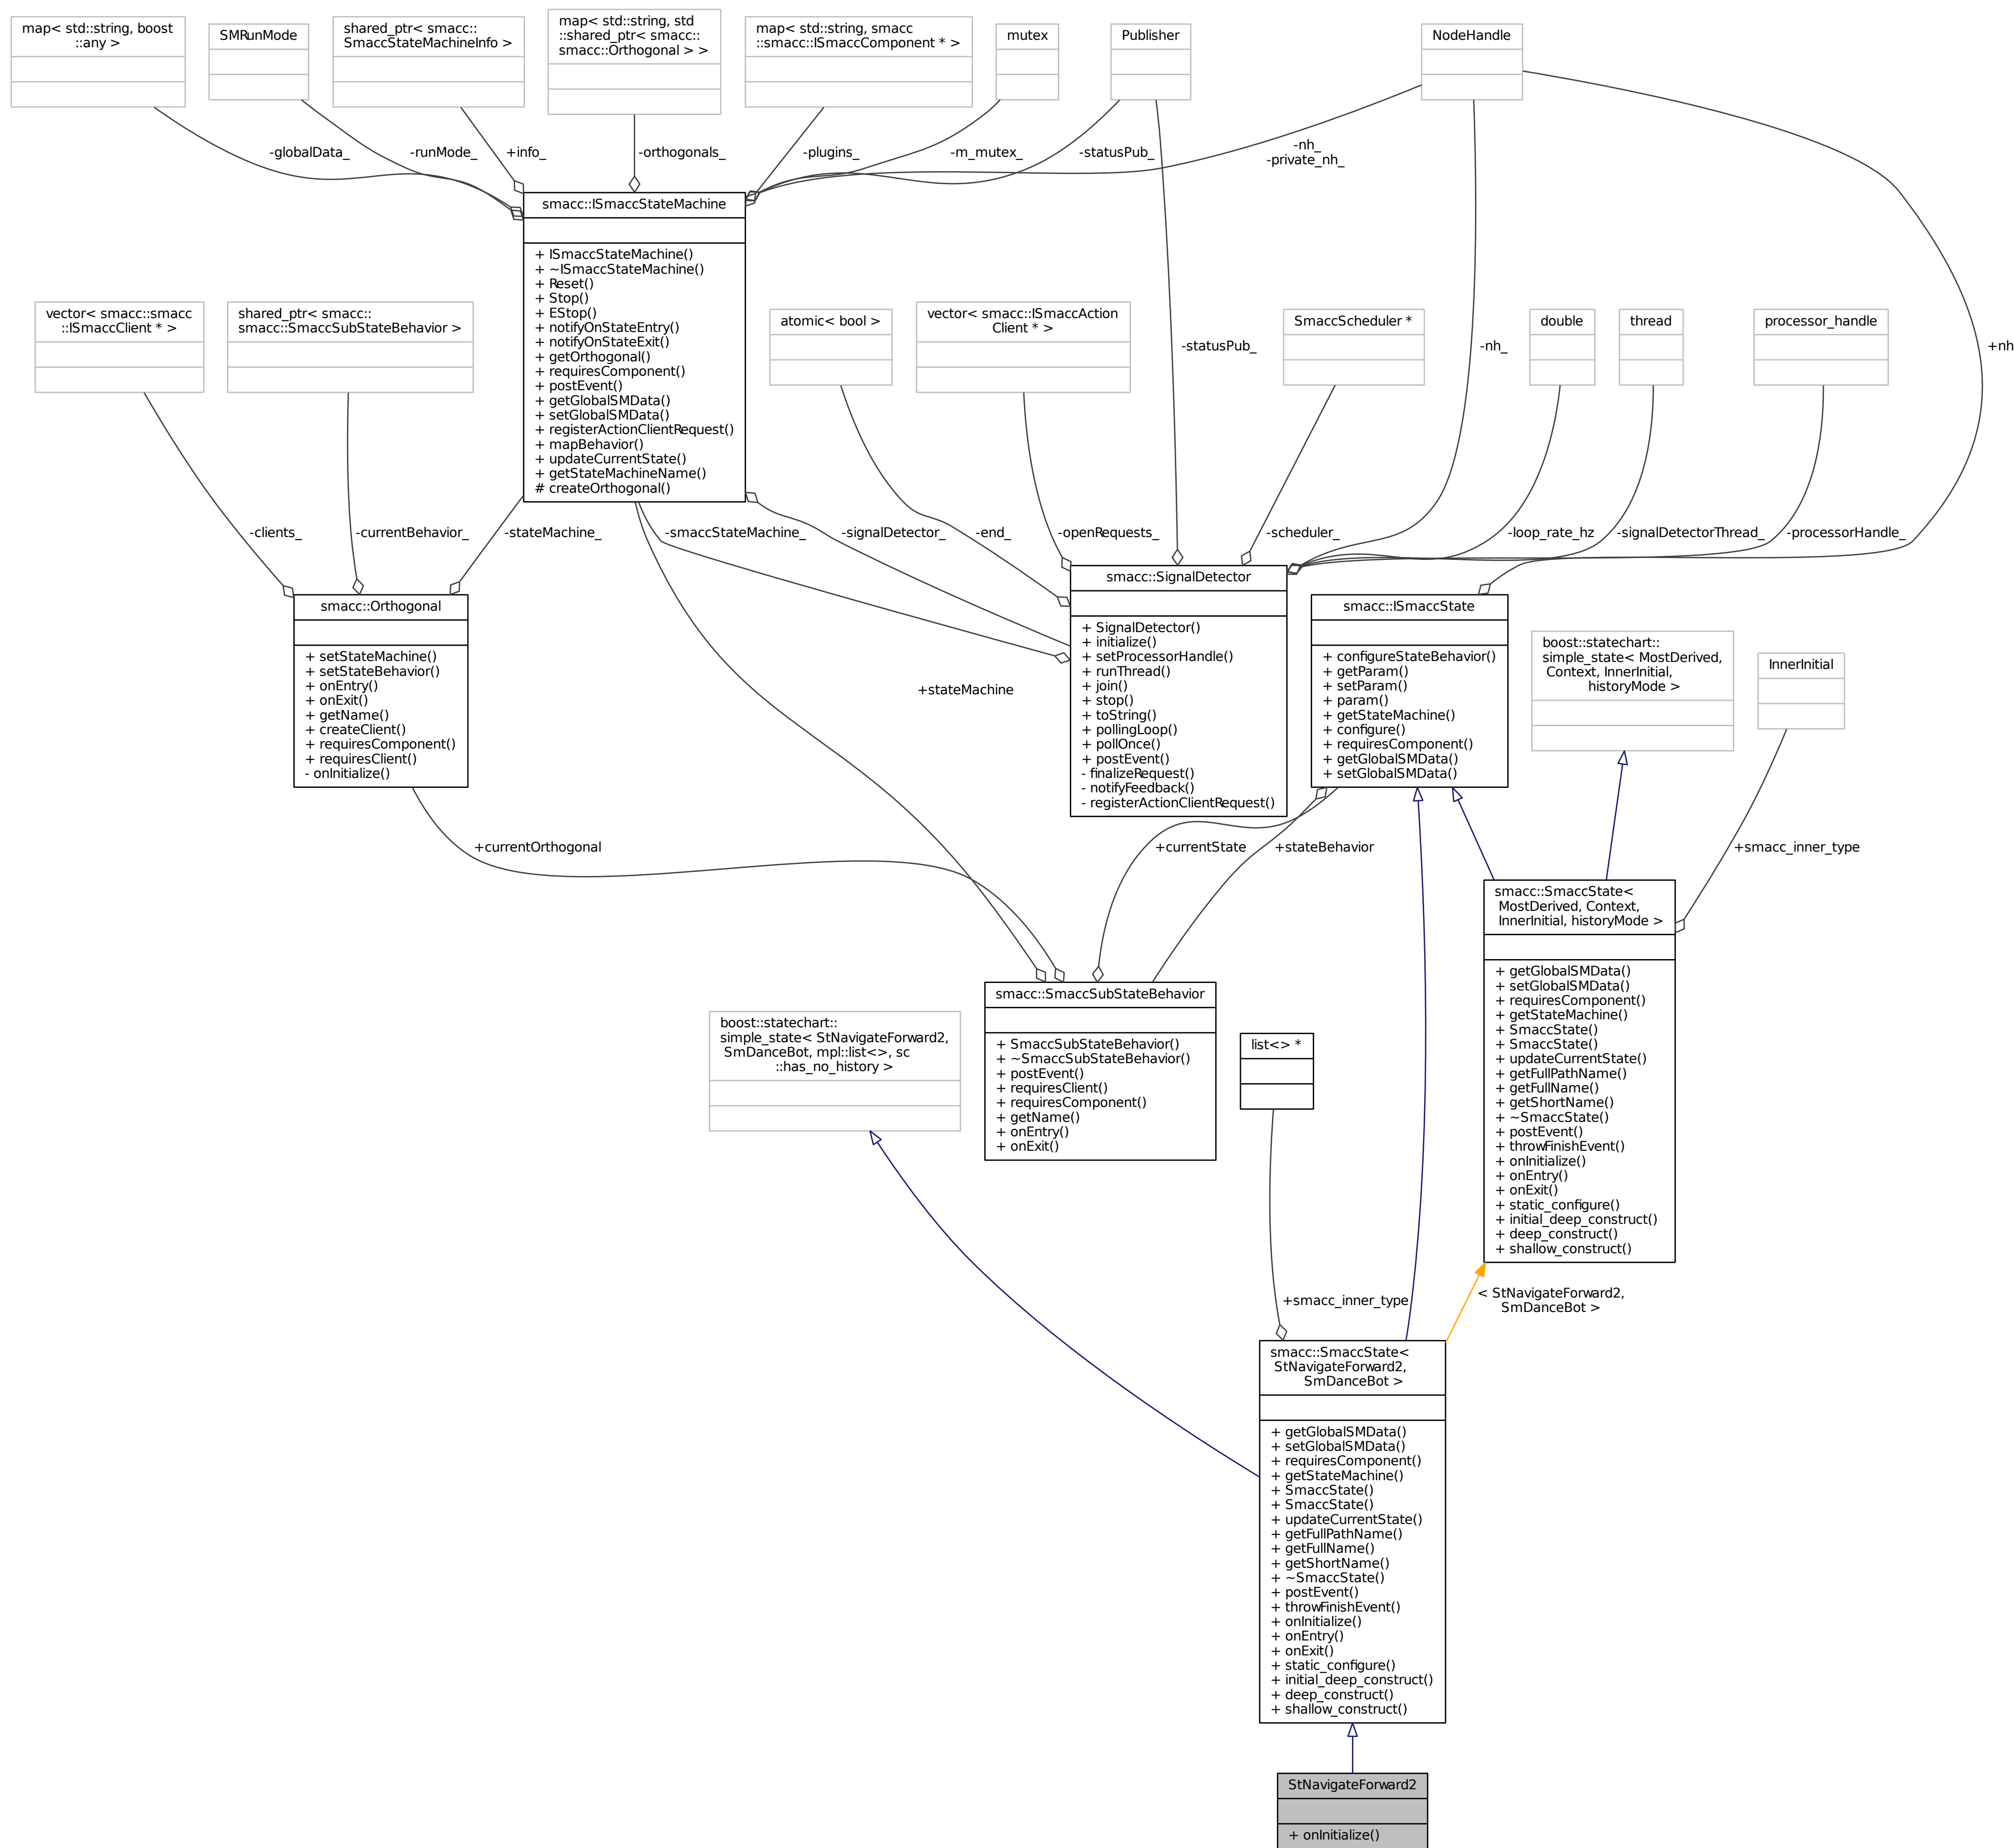 map< std::string, boost
::any >
SMRunMode
shared_ptr< smacc::
SmaccStateMachineInfo >
map< std::string, std
::shared_ptr< smacc::
smacc::Orthogonal > >
map< std::string, smacc
::smacc::ISmaccComponent * >
mutex
Publisher
NodeHandle
-globalData_
-runMode_
+info_
-orthogonals_
-plugins_
-m_mutex_
-statusPub_
-nh_
-private_nh_
smacc::ISmaccStateMachine
+ ISmaccStateMachine()
+ ~ISmaccStateMachine()
+ Reset()
+ Stop()
+ EStop()
+ notifyOnStateEntry()
+ notifyOnStateExit()
+ getOrthogonal()
+ requiresComponent()
+ postEvent()
+ getGlobalSMData()
+ setGlobalSMData()
+ registerActionClientRequest()
+ mapBehavior()
+ updateCurrentState()
+ getStateMachineName()
# createOrthogonal()
vector< smacc::smacc
::ISmaccClient * >
shared_ptr< smacc::
smacc::SmaccSubStateBehavior >
atomic< bool >
vector< smacc::ISmaccAction
Client * >
SmaccScheduler *
double
thread
processor_handle
-statusPub_
-nh_
+nh
-clients_
-currentBehavior_
-stateMachine_
-smaccStateMachine_
-signalDetector_
-end_
-openRequests_
-scheduler_
-loop_rate_hz
-signalDetectorThread_
-processorHandle_
smacc::Orthogonal
+ setStateMachine()
+ setStateBehavior()
+ onEntry()
+ onExit()
+ getName()
+ createClient()
+ requiresComponent()
+ requiresClient()
- onInitialize()
smacc::SignalDetector
+ SignalDetector()
+ initialize()
+ setProcessorHandle()
+ runThread()
+ join()
+ stop()
+ toString()
+ pollingLoop()
+ pollOnce()
+ postEvent()
- finalizeRequest()
- notifyFeedback()
- registerActionClientRequest()
smacc::ISmaccState
+ configureStateBehavior()
+ getParam()
+ setParam()
+ param()
+ getStateMachine()
+ configure()
+ requiresComponent()
+ getGlobalSMData()
+ setGlobalSMData()
boost::statechart::
simple_state< MostDerived,
Context, InnerInitial,
historyMode >
InnerInitial
+stateMachine
+currentOrthogonal
+currentState
+stateBehavior
+smacc_inner_type
smacc::SmaccState<
MostDerived, Context,
InnerInitial, historyMode >
+ getGlobalSMData()
+ setGlobalSMData()
+ requiresComponent()
+ getStateMachine()
+ SmaccState()
+ SmaccState()
+ updateCurrentState()
+ getFullPathName()
+ getFullName()
+ getShortName()
+ ~SmaccState()
+ postEvent()
+ throwFinishEvent()
+ onInitialize()
+ onEntry()
+ onExit()
+ static_configure()
+ initial_deep_construct()
+ deep_construct()
+ shallow_construct()
boost::statechart::
simple_state< StNavigateForward2,
SmDanceBot, mpl::list<>, sc
::has_no_history >
smacc::SmaccSubStateBehavior
+ SmaccSubStateBehavior()
+ ~SmaccSubStateBehavior()
+ postEvent()
+ requiresClient()
+ requiresComponent()
+ getName()
+ onEntry()
+ onExit()
list<> *
+smacc_inner_type
< StNavigateForward2,
SmDanceBot >
smacc::SmaccState<
StNavigateForward2,
SmDanceBot >
+ getGlobalSMData()
+ setGlobalSMData()
+ requiresComponent()
+ getStateMachine()
+ SmaccState()
+ SmaccState()
+ updateCurrentState()
+ getFullPathName()
+ getFullName()
+ getShortName()
+ ~SmaccState()
+ postEvent()
+ throwFinishEvent()
+ onInitialize()
+ onEntry()
+ onExit()
+ static_configure()
+ initial_deep_construct()
+ deep_construct()
+ shallow_construct()
StNavigateForward2
+ onInitialize()